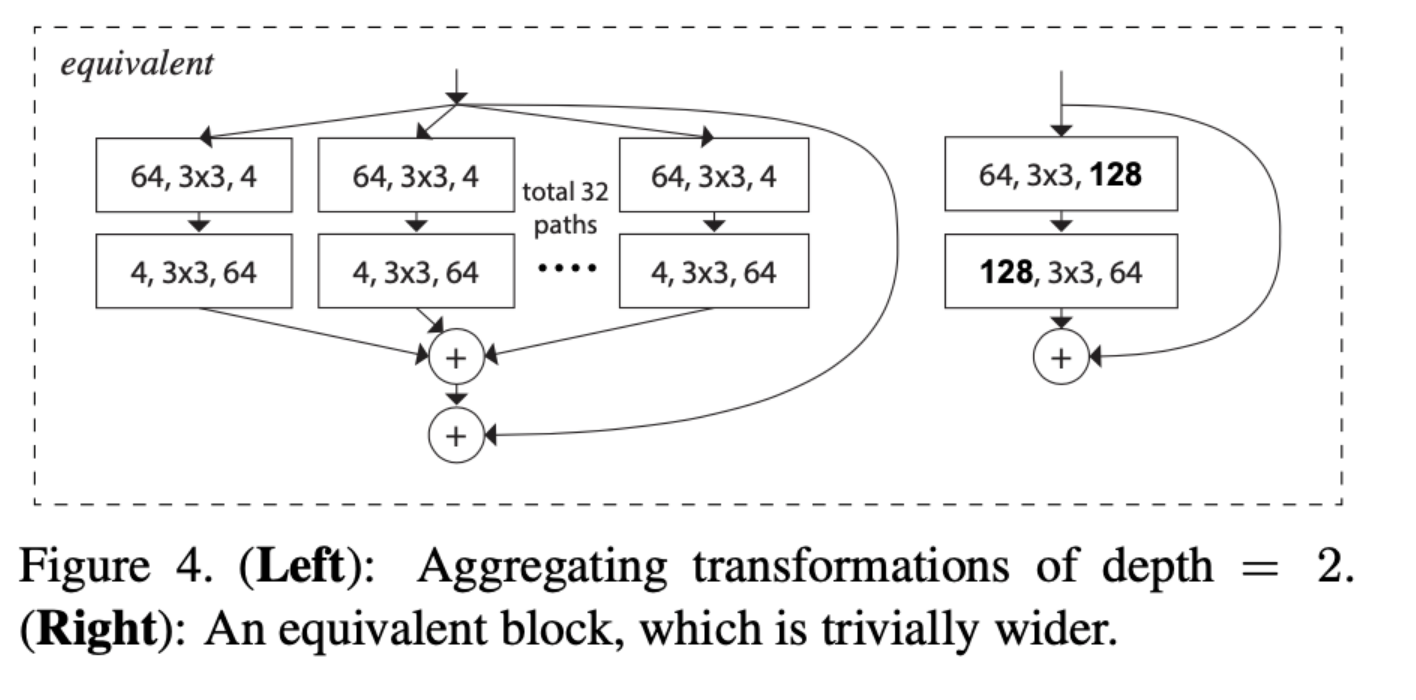 equivalent
64, 3x3, 4
64, 3x3, 4
64, 3x3, 4
total 32
paths
4, 3x3, 64
4, 3x3, 64
....
4, 3x3, 64
+
+
64, 3x3, 128
128, 3x3, 64
+
Figure 4. (Left): Aggregating transformations of depth = 2.
(Right): An equivalent block, which is trivially wider.